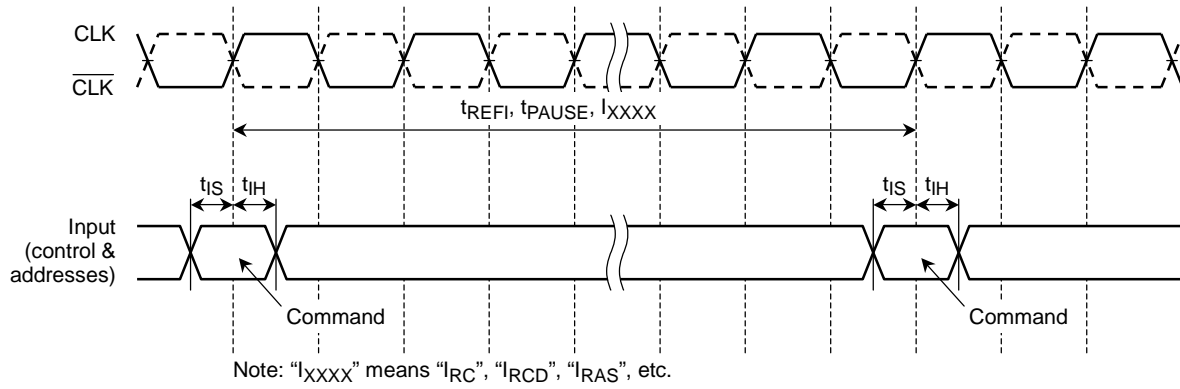 CLK
C̅L̅K̅
tREFI, tPAUSE, IXXXX
tIS
tIH
tIS
tIH
Input
(control &
addresses)
Command
Command
Note: “IXXXX” means “IRC”, “IRCD”, “IRAS”, etc.